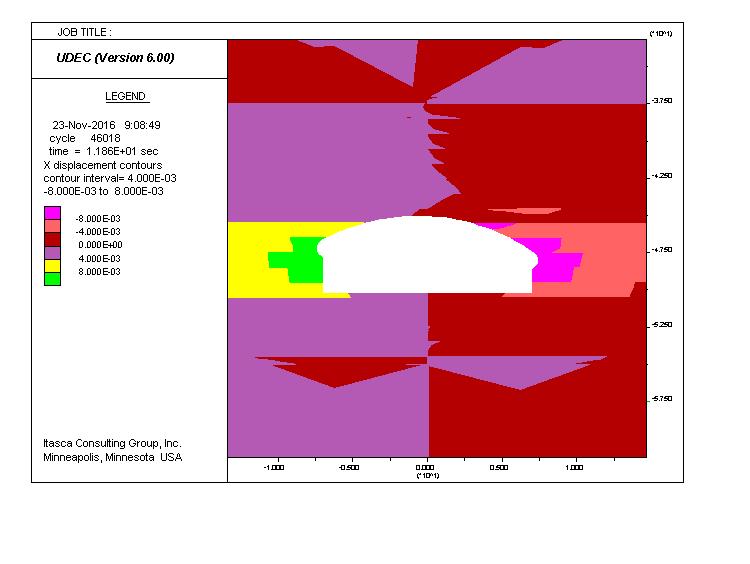 JOB TITLE :
UDEC (Version 6.00)
LEGEND
23-Nov-2016 9:08:49
cycle 46018
time = 1.186E+01 sec
X displacement contours
contour interval= 4.000E-03
-8.000E-03 to 8.000E-03
-8.000E-03
-4.000E-03
0.000E+00
4.000E-03
8.000E-03
Itasca Consulting Group, Inc.
Minneapolis, Minnesota USA
(*10^1)
-3.750
-4.250
-4.750
-5.250
-5.750
-1.000 -0.500 0.000 0.500 1.000
(*10^1)